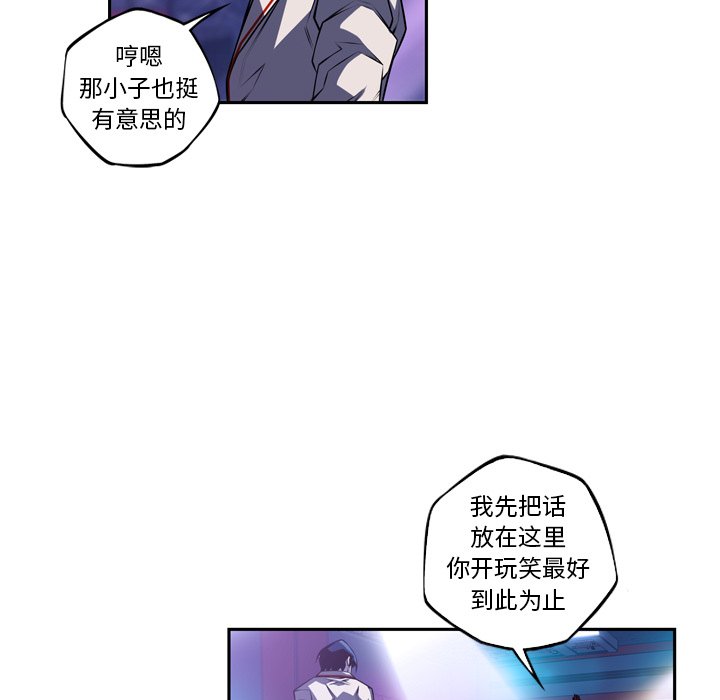 哼嗯
那小子也挺
有意思的
我先把话
放在这里
你开玩笑最好
到此为止